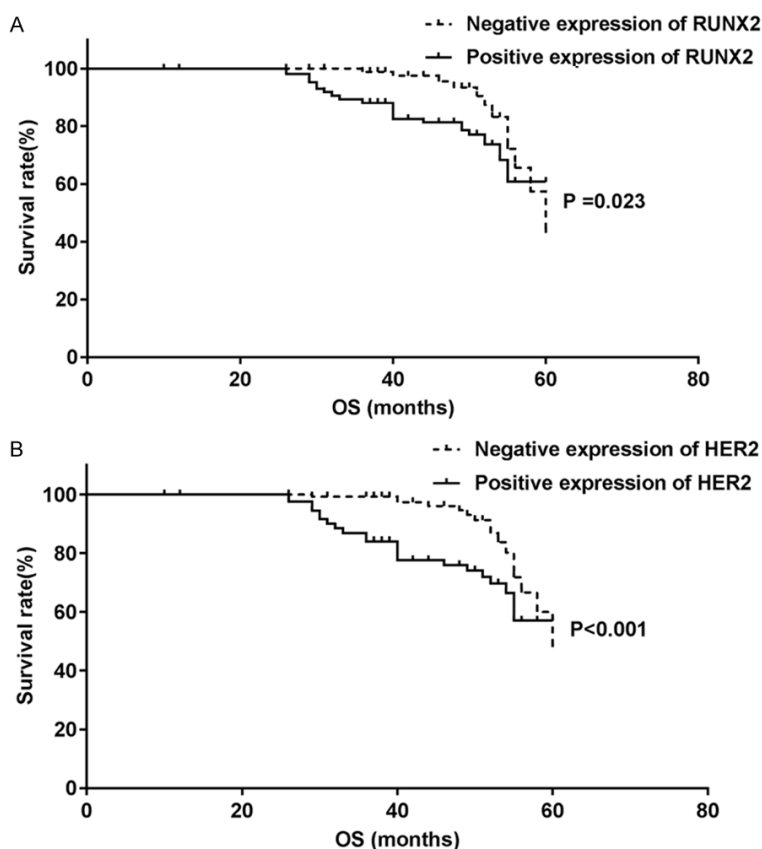 A
Negative expression of RUNX2
Positive expression of RUNX2
100
80
60
40
20
0
Survival rate(%)
P =0.023
0 20 40 60 80
OS (months)
B
Negative expression of HER2
Positive expression of HER2
100
80
60
40
20
0
Survival rate(%)
P<0.001
0 20 40 60 80
OS (months)